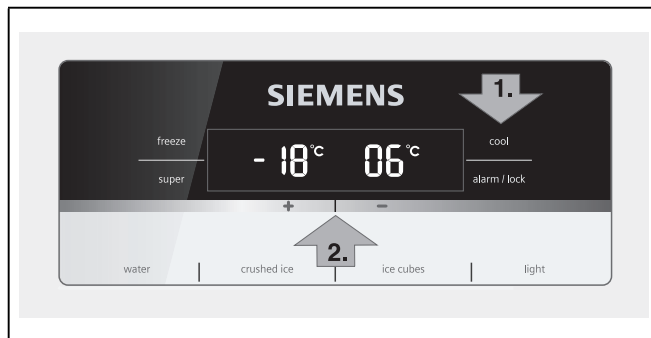 SIEMENS
1.
freeze
cool
- 18°C 06°C
super
alarm / lock
+ -
2.
water crushed ice ice cubes light